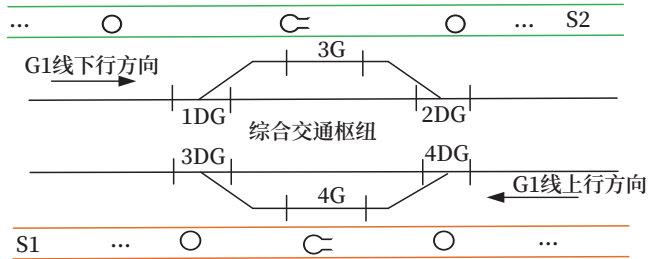 ... ... S2
3G
G1线下行方向
1DG 2DG
综合交通枢纽
3DG 4DG
4G G1线上行方向
S1 ... ...